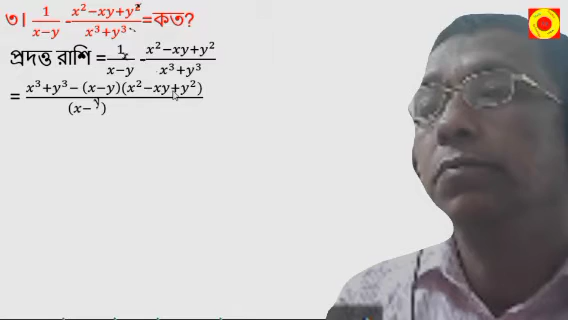 ৩। 1/(x−y) - (x²−xy+y²)/(x³+y³) =কত?
প্রদত্ত রাশি = 1/(x−y) - (x²−xy+y²)/(x³+y³)
= (x³+y³−(x−y)(x²−xy+y²))/(x−y)